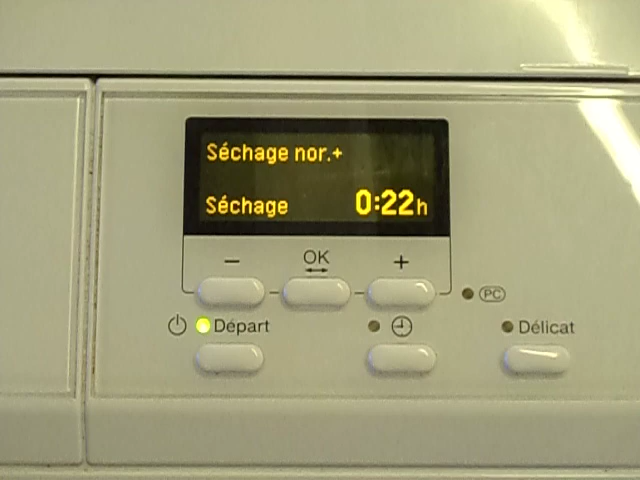 Séchage nor.+
Séchage 0:22h
− OK +
PC
Départ
Délicat